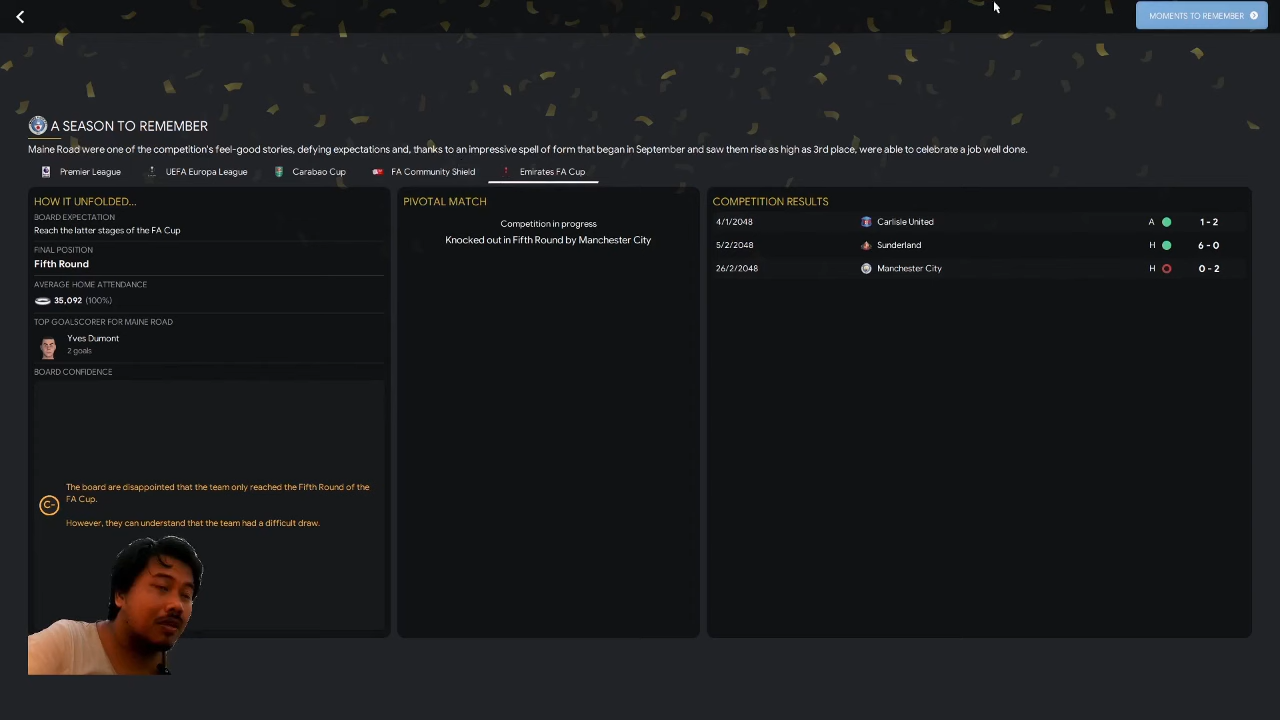 MOMENTS TO REMEMBER
A SEASON TO REMEMBER
Maine Road were one of the competition's feel-good stories, defying expectations and, thanks to an impressive spell of form that began in September and saw them rise as high as 3rd place, were able to celebrate a job well done.
Premier League UEFA Europa League Carabao Cup FA Community Shield Emirates FA Cup
HOW IT UNFOLDED...
BOARD EXPECTATION
Reach the latter stages of the FA Cup
FINAL POSITION
Fifth Round
AVERAGE HOME ATTENDANCE
35,092 (100%)
TOP GOALSCORER FOR MAINE ROAD
Yves Dumont
2 goals
BOARD CONFIDENCE
C-
The board are disappointed that the team only reached the Fifth Round of the
FA Cup.
However, they can understand that the team had a difficult draw.
PIVOTAL MATCH
Competition in progress
Knocked out in Fifth Round by Manchester City
COMPETITION RESULTS
4/1/2048 Carlisle United A 1 - 2
5/2/2048 Sunderland H 6 - 0
26/2/2048 Manchester City H 0 - 2